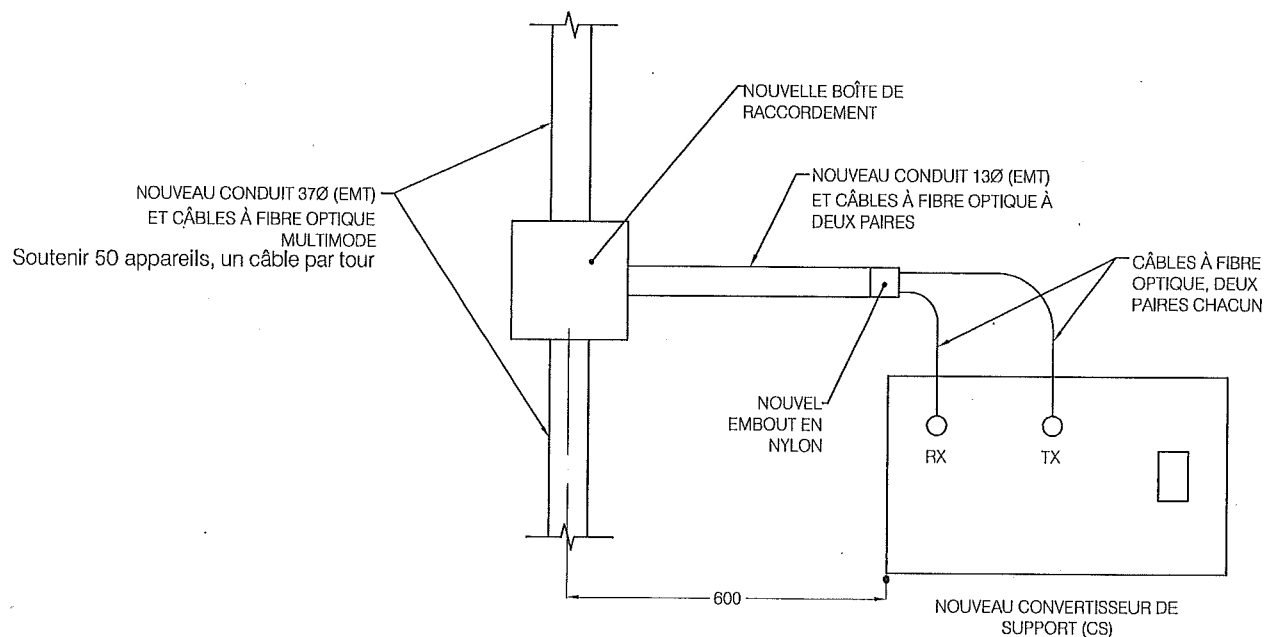 NOUVELLE BOÎTE DE
RACCORDEMENT
NOUVEAU CONDUIT 37Ø (EMT)
ET CÂBLES À FIBRE OPTIQUE
MULTIMODE
Soutenir 50 appareils, un câble par tour
NOUVEAU CONDUIT 13Ø (EMT)
ET CÂBLES À FIBRE OPTIQUE À
DEUX PAIRES
CÂBLES À FIBRE
OPTIQUE, DEUX
PAIRES CHACUN
NOUVEL
EMBOUT EN
NYLON
RX
TX
600
NOUVEAU CONVERTISSEUR DE
SUPPORT (CS)